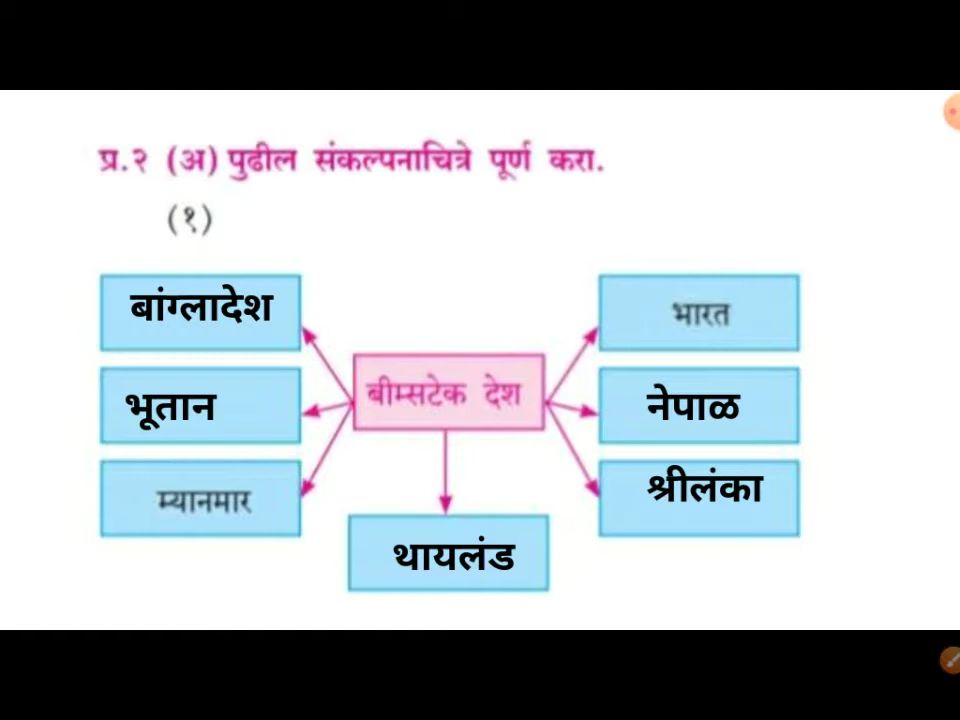 प्र.२ (अ) पुढील संकल्पनाचित्रे पूर्ण करा.
(१)
बांग्लादेश
भारत
बीम्सटेक देश
भूतान
नेपाळ
म्यानमार
श्रीलंका
थायलंड